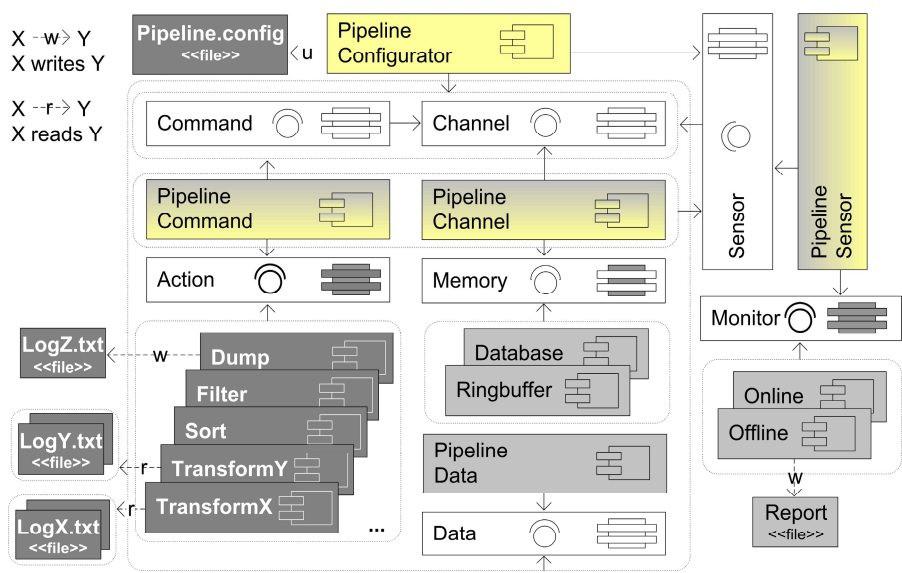 X --w--> Y
X writes Y
X --r--> Y
X reads Y
Pipeline.config
<<file>>
u
Pipeline
Configurator
Command
Channel
Pipeline
Command
Pipeline
Channel
Sensor
Pipeline
Sensor
Action
Memory
Monitor
LogZ.txt
<<file>>
w
Dump
Filter
Sort
TransformY
TransformX
...
LogY.txt
<<file>>
r
LogX.txt
<<file>>
r
Database
Ringbuffer
Pipeline
Data
Data
Online
Offline
w
Report
<<file>>